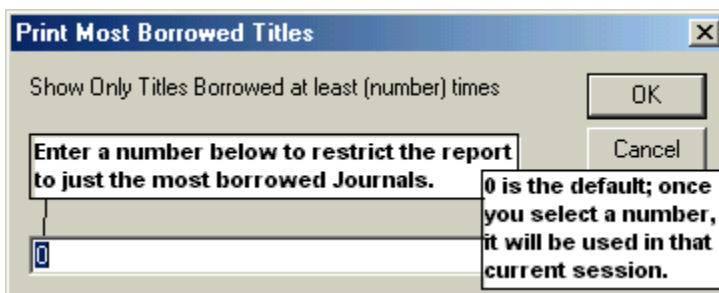 Print Most Borrowed Titles
Show Only Titles Borrowed at least (number) times
OK
Cancel
Enter a number below to restrict the report
to just the most borrowed Journals.
0 is the default; once
you select a number,
it will be used in that
current session.
0